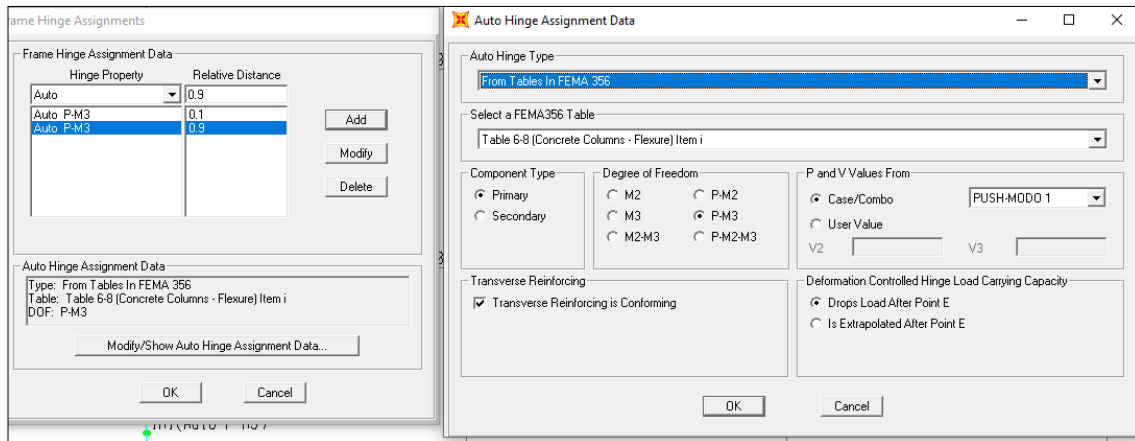 rame Hinge Assignments
Frame Hinge Assignment Data
Hinge Property Relative Distance
Auto 0.9
Auto P-M3 0.1
Auto P-M3 0.9
Add
Modify
Delete
Auto Hinge Assignment Data
Type: From Tables In FEMA 356
Table: Table 6-8 (Concrete Columns - Flexure) Item i
DOF: P-M3
Modify/Show Auto Hinge Assignment Data...
OK Cancel
Auto Hinge Assignment Data
Auto Hinge Type
From Tables In FEMA 356
Select a FEMA356 Table
Table 6-8 (Concrete Columns - Flexure) Item i
Component Type
Primary
Secondary
Degree of Freedom
M2 P-M2
M3 P-M3
M2-M3 P-M2-M3
P and V Values From
Case/Combo PUSH-MODO 1
User Value
V2 V3
Transverse Reinforcing
Transverse Reinforcing is Conforming
Deformation Controlled Hinge Load Carrying Capacity
Drops Load After Point E
Is Extrapolated After Point E
OK Cancel